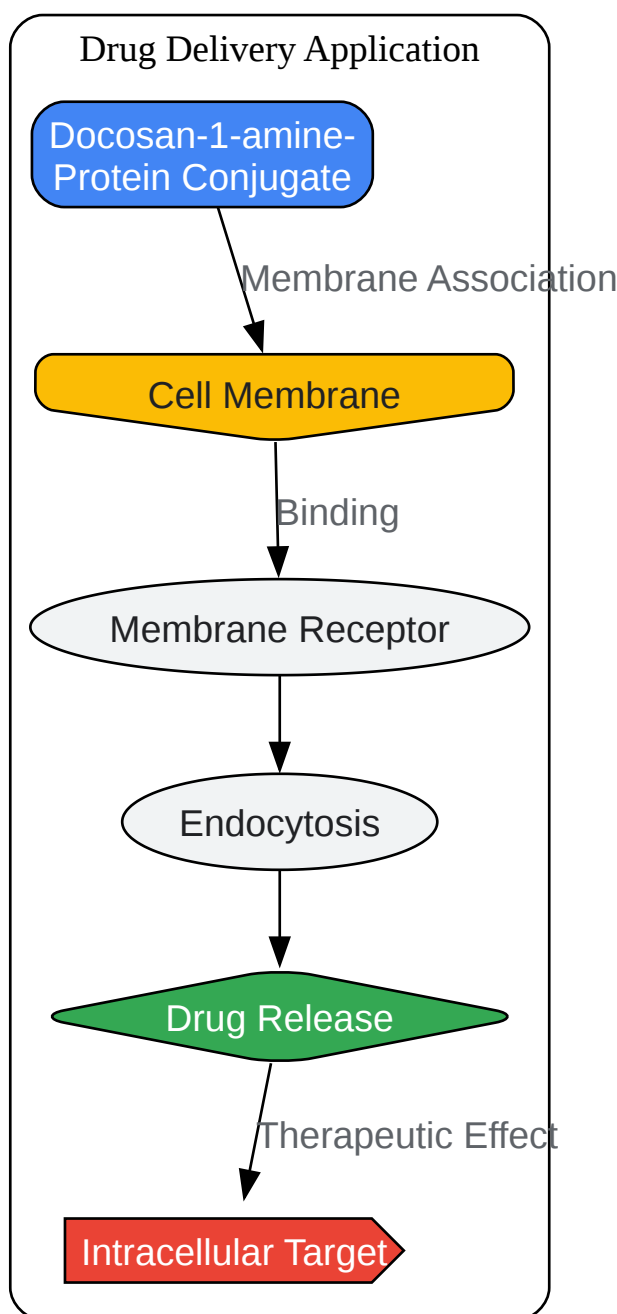 Drug Delivery Application
Docosan-1-amine-
Protein Conjugate
Membrane Association
Cell Membrane
Binding
Membrane Receptor
Endocytosis
Drug Release
Therapeutic Effect
Intracellular Target